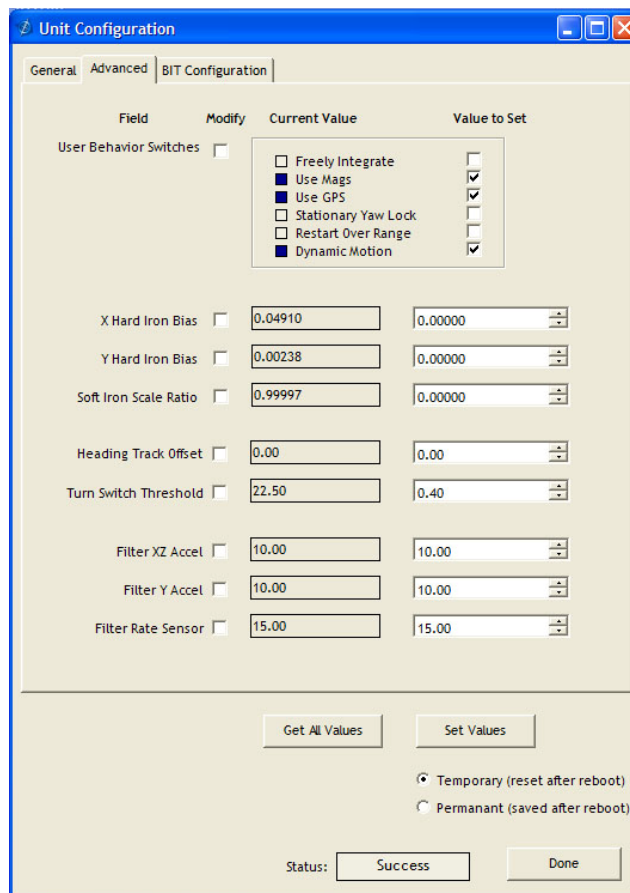 Unit Configuration
General Advanced BIT Configuration
Field Modify Current Value Value to Set
User Behavior Switches
Freely Integrate
Use Mags
Use GPS
Stationary Yaw Lock
Restart Over Range
Dynamic Motion
X Hard Iron Bias 0.04910 0.00000
Y Hard Iron Bias 0.00238 0.00000
Soft Iron Scale Ratio 0.99997 0.00000
Heading Track Offset 0.00 0.00
Turn Switch Threshold 22.50 0.40
Filter XZ Accel 10.00 10.00
Filter Y Accel 10.00 10.00
Filter Rate Sensor 15.00 15.00
Get All Values Set Values
Temporary (reset after reboot)
Permanant (saved after reboot)
Status: Success Done